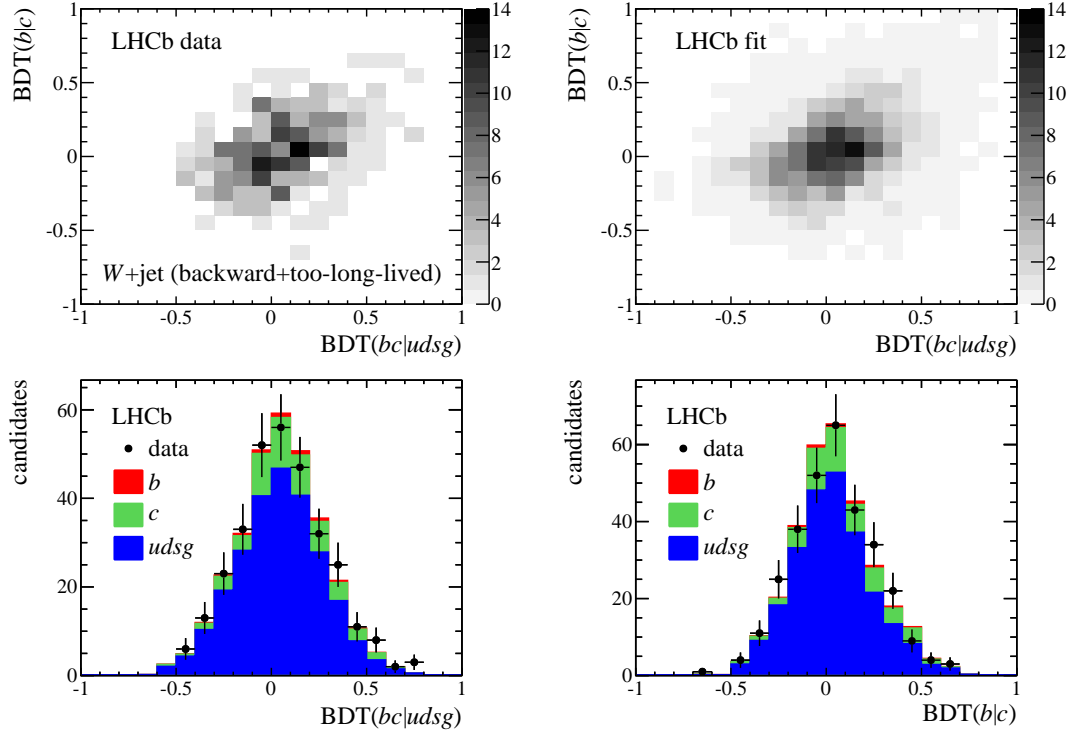 BDT(b|c)
1
0.5
0
-0.5
-1
LHCb data
W+jet (backward+too-long-lived)
-1 -0.5 0 0.5 1
BDT(bc|udsg)
14
12
10
8
6
4
2
0
BDT(b|c)
1
0.5
0
-0.5
-1
LHCb fit
-1 -0.5 0 0.5 1
BDT(bc|udsg)
14
12
10
8
6
4
2
0
candidates
60
40
20
0
LHCb
data
b
c
udsg
-1 -0.5 0 0.5 1
BDT(bc|udsg)
candidates
60
40
20
0
LHCb
data
b
c
udsg
-1 -0.5 0 0.5 1
BDT(b|c)